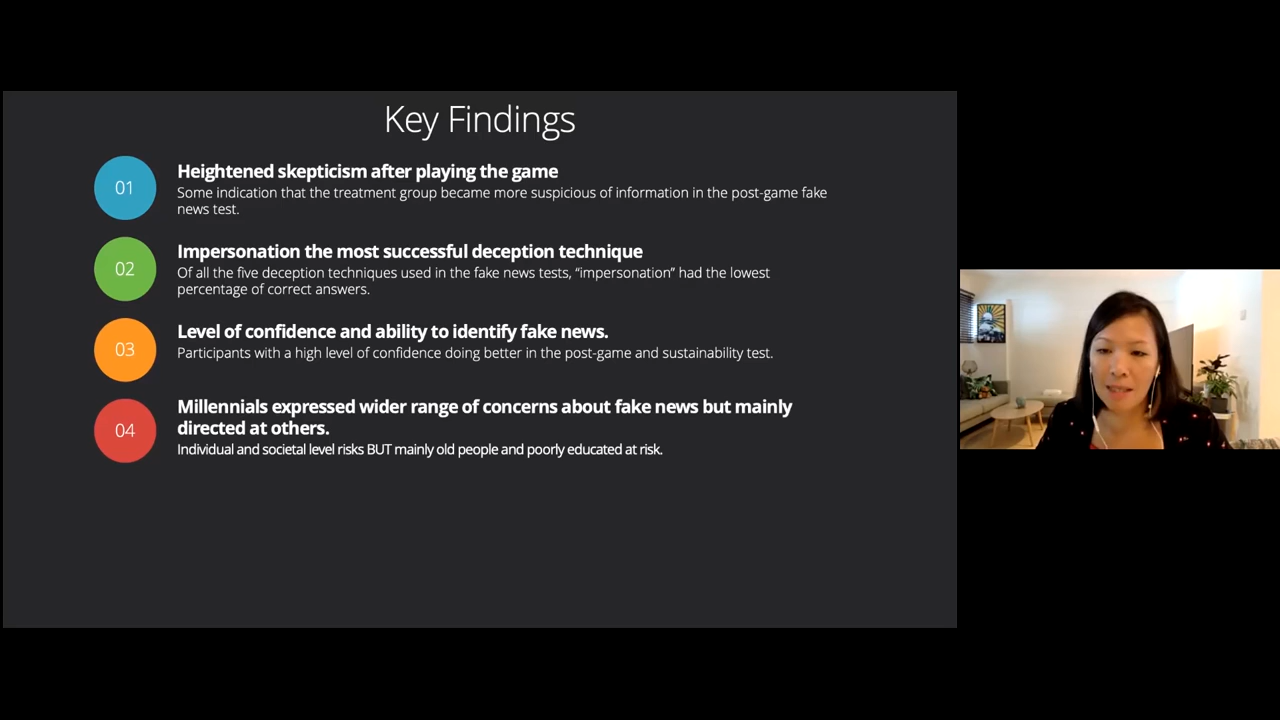 Key Findings
01
Heightened skepticism after playing the game
Some indication that the treatment group became more suspicious of information in the post-game fake
news test.
02
Impersonation the most successful deception technique
Of all the five deception techniques used in the fake news tests, “impersonation” had the lowest
percentage of correct answers.
03
Level of confidence and ability to identify fake news.
Participants with a high level of confidence doing better in the post-game and sustainability test.
04
Millennials expressed wider range of concerns about fake news but mainly
directed at others.
Individual and societal level risks BUT mainly old people and poorly educated at risk.